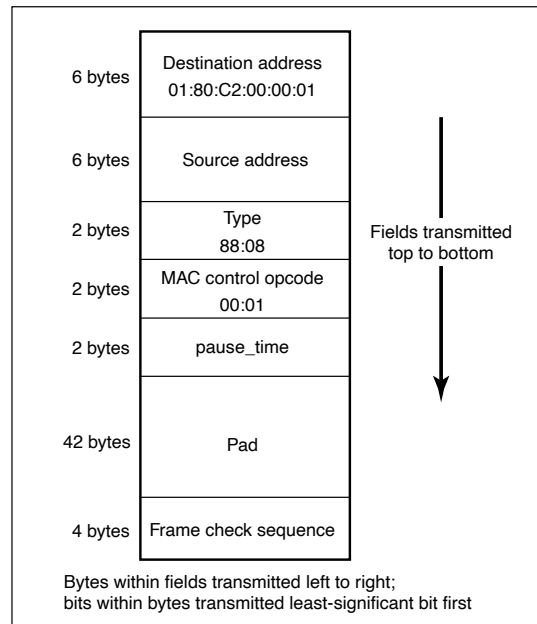 6 bytes
Destination address
01:80:C2:00:00:01
6 bytes
Source address
2 bytes
Type
88:08
2 bytes
MAC control opcode
00:01
2 bytes
pause_time
42 bytes
Pad
4 bytes
Frame check sequence
Fields transmitted
top to bottom
Bytes within fields transmitted left to right;
bits within bytes transmitted least-significant bit first